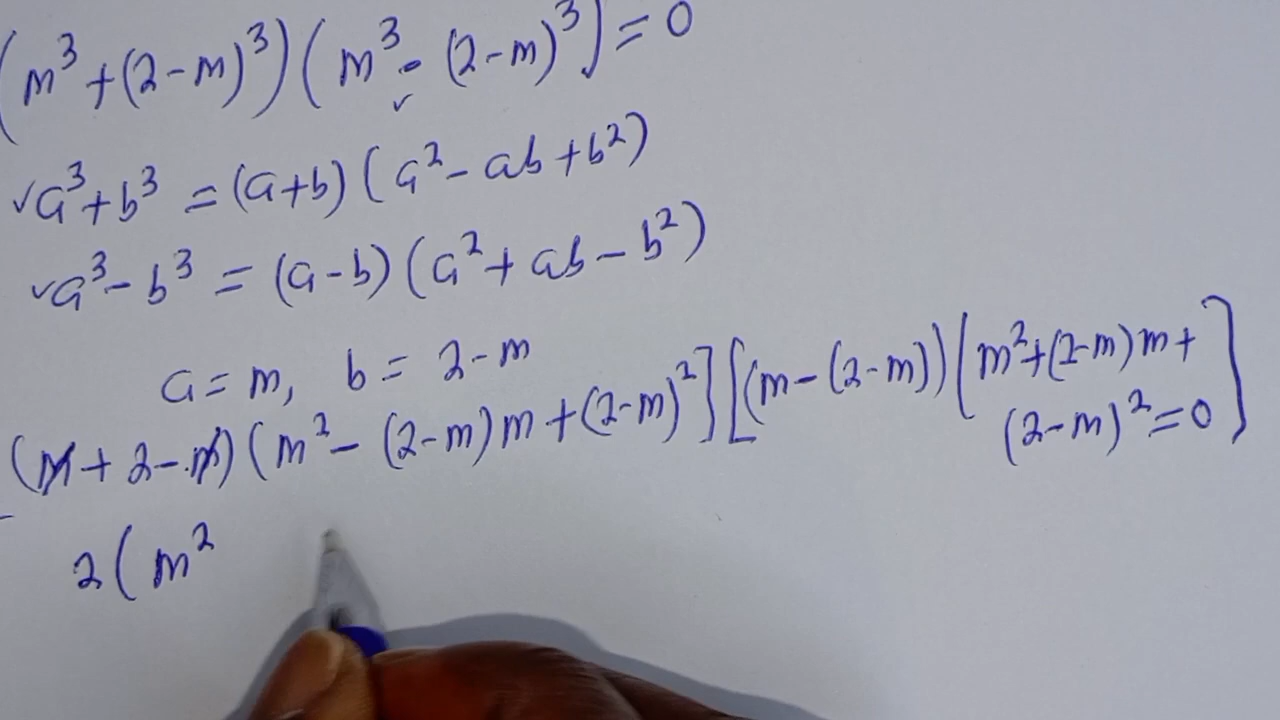 (m³+(2-m)³)(m³-(2-m)³)=0
✓a³+b³=(a+b)(a²-ab+b²)
✓a³-b³=(a-b)(a²+ab-b²)
a=m, b=2-m
(m+2-m)(m²-(2-m)m+(2-m)²][(m-(2-m))(m²+(2-m)m+
(2-m)²=0]
2(m²